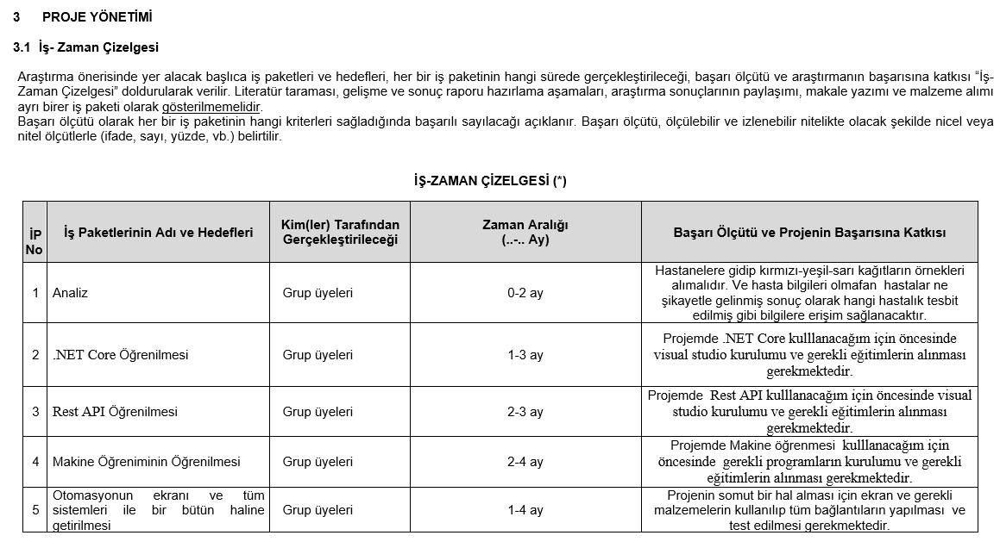 3 PROJE YÖNETİMİ
3.1 İş- Zaman Çizelgesi
Araştırma önerisinde yer alacak başlıca iş paketleri ve hedefleri, her bir iş paketinin hangi sürede gerçekleştirileceği, başarı ölçütü ve araştırmanın başarısına katkısı “İş-
Zaman Çizelgesi” doldurularak verilir. Literatür taraması, gelişme ve sonuç raporu hazırlama aşamaları, araştırma sonuçlarının paylaşımı, makale yazımı ve malzeme alımı
ayrı birer iş paketi olarak gösterilmemelidir.
Başarı ölçütü olarak her bir iş paketinin hangi kriterleri sağladığında başarılı sayılacağı açıklanır. Başarı ölçütü, ölçülebilir ve izlenebilir nitelikte olacak şekilde nicel veya
nitel ölçütlerle (ifade, sayı, yüzde, vb.) belirtilir.
İŞ-ZAMAN ÇİZELGESİ (*)
İP
No
İş Paketlerinin Adı ve Hedefleri
Kim(ler) Tarafından
Gerçekleştirileceği
Zaman Aralığı
(..-.. Ay)
Başarı Ölçütü ve Projenin Başarısına Katkısı
1
Analiz
Grup üyeleri
0-2 ay
Hastanelere gidip kırmızı-yeşil-sarı kağıtların örnekleri
alımalıdır. Ve hasta bilgileri olmafan hastalar ne
şikayetle gelinmiş sonuç olarak hangi hastalık tesbit
edilmiş gibi bilgilere erişim sağlanacaktır.
2
.NET Core Öğrenilmesi
Grup üyeleri
1-3 ay
Projemde .NET Core kulllanacağım için öncesinde
visual studio kurulumu ve gerekli eğitimlerin alınması
gerekmektedir.
3
Rest API Öğrenilmesi
Grup üyeleri
2-3 ay
Projemde Rest API kulllanacağım için öncesinde visual
studio kurulumu ve gerekli eğitimlerin alınması
gerekmektedir.
4
Makine Öğreniminin Öğrenilmesi
Grup üyeleri
2-4 ay
Projemde Makine öğrenmesi kulllanacağım için
öncesinde gerekli programların kurulumu ve gerekli
eğitimlerin alınması gerekmektedir.
5
Otomasyonun ekranı ve tüm
sistemleri ile bir bütün haline
getirilmesi
Grup üyeleri
1-4 ay
Projenin somut bir hal alması için ekran ve gerekli
malzemelerin kullanılıp tüm bağlantıların yapılması ve
test edilmesi gerekmektedir.